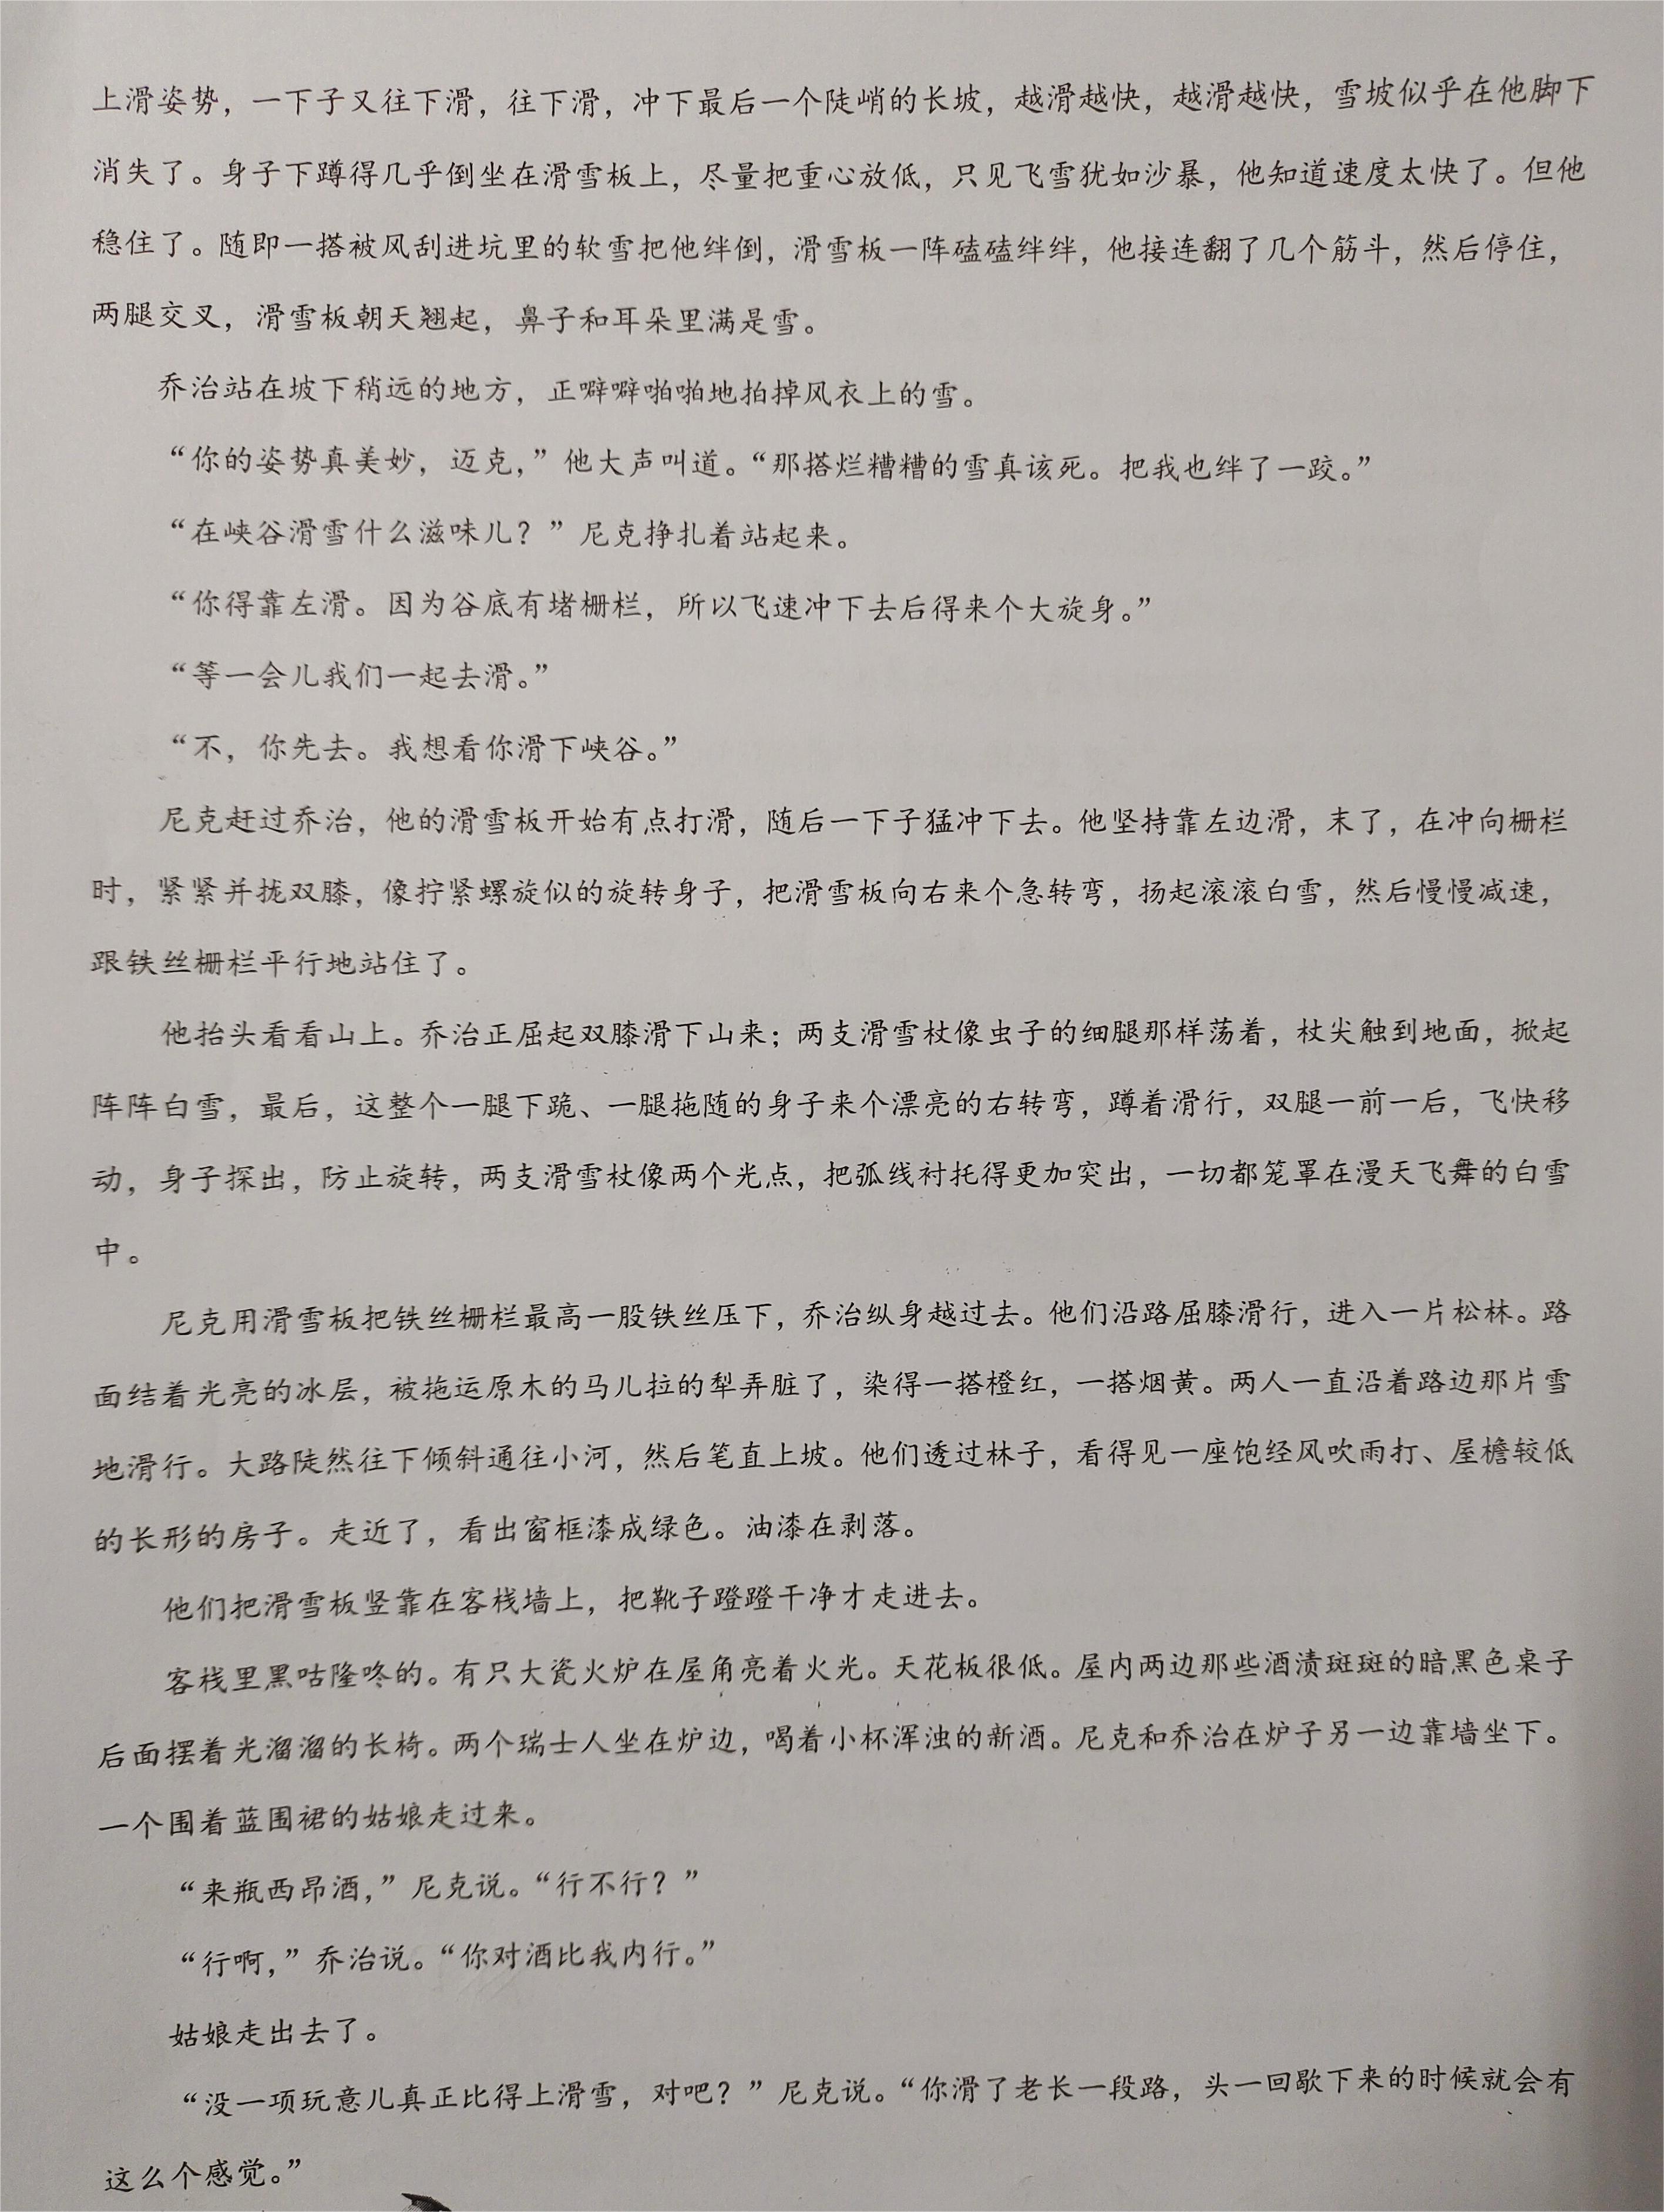 上滑姿势，一下子又往下滑，往下滑，冲下最后一个陡峭的长坡，越滑越快，越滑越快，雪坡似乎在他脚下
消失了。身子下蹲得几乎倒坐在滑雪板上，尽量把重心放低，只见飞雪犹如沙暴，他知道速度太快了。但他
稳住了。随即一搭被风刮进坑里的软雪把他绊倒，滑雪板一阵磕磕绊绊，他接连翻了几个筋斗，然后停住，
两腿交叉，滑雪板朝天翘起，鼻子和耳朵里满是雪。
乔治站在坡下稍远的地方，正噼噼啪啪地拍掉风衣上的雪。
“你的姿势真美妙，迈克，”他大声叫道。“那搭烂糟糟的雪真该死。把我也绊了一跤。”
“在峡谷滑雪什么滋味儿？”尼克挣扎着站起来。
“你得靠左滑。因为谷底有堵栅栏，所以飞速冲下去后得来个大旋身。”
“等一会儿我们一起去滑。”
“不，你先去。我想看你滑下峡谷。”
尼克赶过乔治，他的滑雪板开始有点打滑，随后一下子猛冲下去。他坚持靠左边滑，末了，在冲向栅栏
时，紧紧并拢双膝，像拧紧螺旋似的旋转身子，把滑雪板向右来个急转弯，扬起滚滚白雪，然后慢慢减速，
跟铁丝栅栏平行地站住了。
他抬头看看山上。乔治正屈起双膝滑下山来；两支滑雪杖像虫子的细腿那样荡着，杖尖触到地面，掀起
阵阵白雪，最后，这整个一腿下跪、一腿拖随的身子来个漂亮的右转弯，蹲着滑行，双腿一前一后，飞快移
动，身子探出，防止旋转，两支滑雪杖像两个光点，把弧线衬托得更加突出，一切都笼罩在漫天飞舞的白雪
中。
尼克用滑雪板把铁丝栅栏最高一股铁丝压下，乔治纵身越过去。他们沿路屈膝滑行，进入一片松林。路
面结着光亮的冰层，被拖运原木的马儿拉的犁弄脏了，染得一搭橙红，一搭烟黄。两人一直沿着路边那片雪
地滑行。大路陡然往下倾斜通往小河，然后笔直上坡。他们透过林子，看得见一座饱经风吹雨打、屋檐较低
的长形的房子。走近了，看出窗框漆成绿色。油漆在剥落。
他们把滑雪板竖靠在客栈墙上，把靴子蹬蹬干净才走进去。
客栈里黑咕隆咚的。有只大瓷火炉在屋角亮着火光。天花板很低。屋内两边那些酒渍斑斑的暗黑色桌子
后面摆着光溜溜的长椅。两个瑞士人坐在炉边，喝着小杯浑浊的新酒。尼克和乔治在炉子另一边靠墙坐下。
一个围着蓝围裙的姑娘走过来。
“来瓶西昂酒，”尼克说。“行不行？”
“行啊，”乔治说。“你对酒比我内行。”
姑娘走出去了。
“没一项玩意儿真正比得上滑雪，对吧？”尼克说。“你滑了老长一段路，头一回歇下来的时候就会有
这么个感觉。”